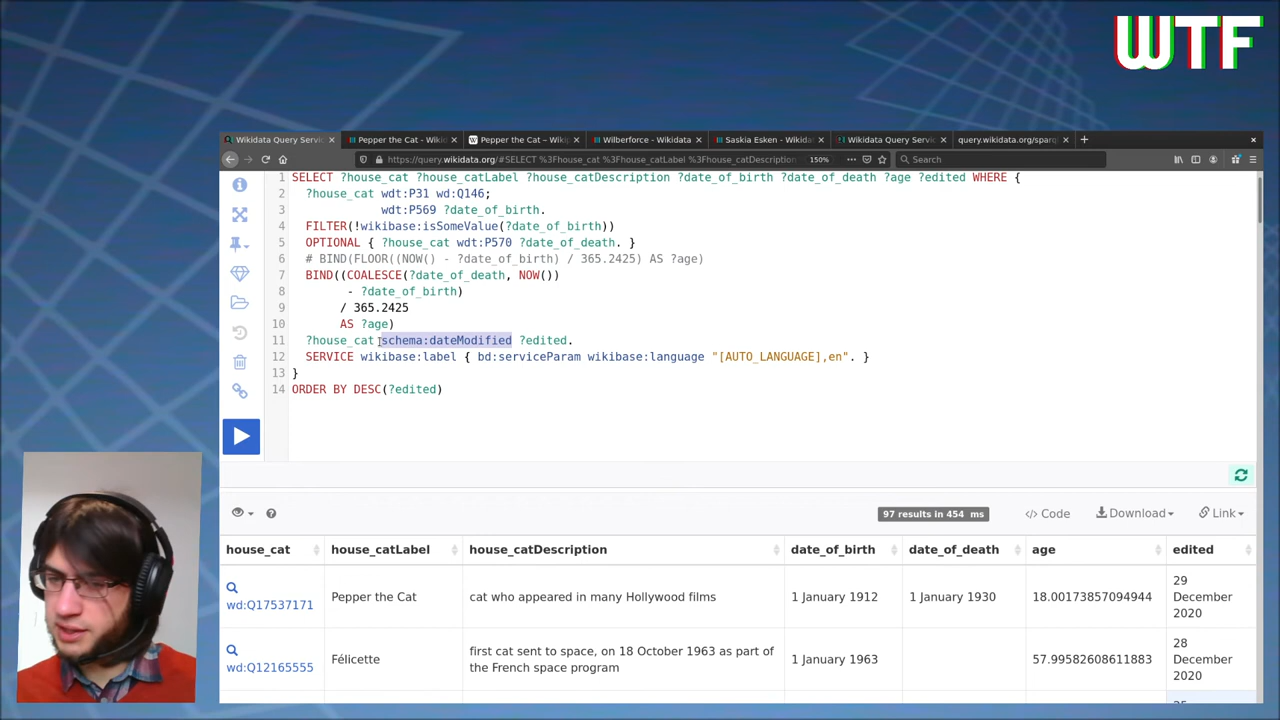 WTF
Wikidata Query Servic
Pepper the Cat - Wiki
Pepper the Cat – Wikip
Wilberforce - Wikidata
Saskia Esken - Wikidat
Wikidata Query Servic
query.wikidata.org/sparq
https://query.wikidata.org/#SELECT %3Fhouse_cat %3Fhouse_catLabel %3Fhouse_catDescription
150%
Search
1 SELECT ?house_cat ?house_catLabel ?house_catDescription ?date_of_birth ?date_of_death ?age ?edited WHERE {
2 ?house_cat wdt:P31 wd:Q146;
3 wdt:P569 ?date_of_birth.
4 FILTER(!wikibase:isSomeValue(?date_of_birth))
5 OPTIONAL { ?house_cat wdt:P570 ?date_of_death. }
6 # BIND(FLOOR((NOW() - ?date_of_birth) / 365.2425) AS ?age)
7 BIND((COALESCE(?date_of_death, NOW())
8 - ?date_of_birth)
9 / 365.2425
10 AS ?age)
11 ?house_cat schema:dateModified ?edited.
12 SERVICE wikibase:label { bd:serviceParam wikibase:language "[AUTO_LANGUAGE],en". }
13 }
14 ORDER BY DESC(?edited)
97 results in 454 ms
</> Code
Download
Link
house_cat house_catLabel house_catDescription date_of_birth date_of_death age edited
wd:Q17537171
Pepper the Cat
cat who appeared in many Hollywood films
1 January 1912
1 January 1930
18.00173857094944
29
December
2020
wd:Q12165555
Félicette
first cat sent to space, on 18 October 1963 as part of
the French space program
1 January 1963
57.99582608611883
28
December
2020